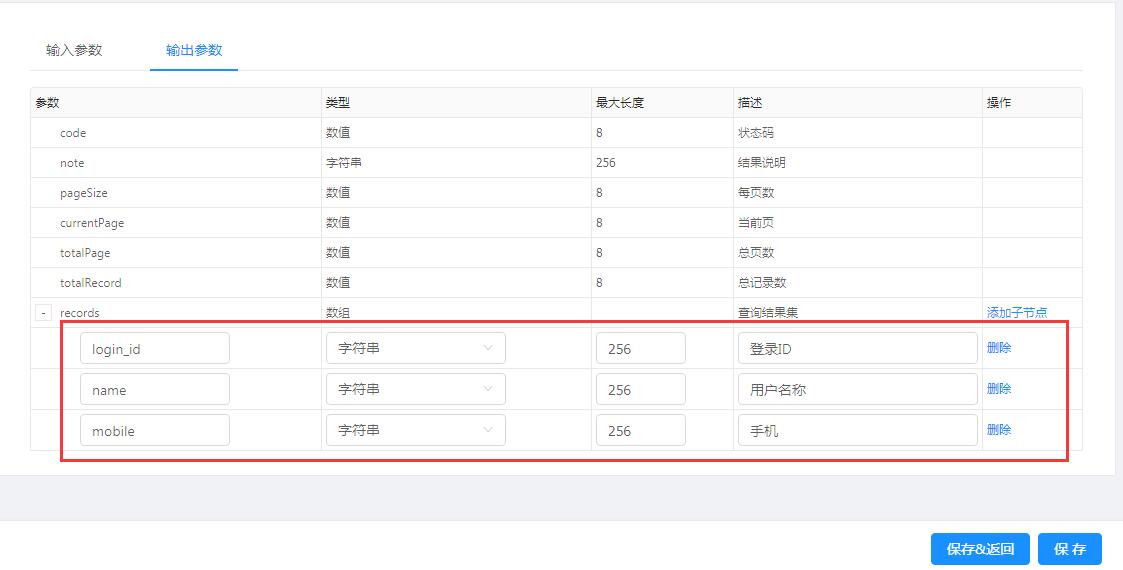 输入参数 输出参数
参数 类型 最大长度 描述 操作
code 数值 8 状态码
note 字符串 256 结果说明
pageSize 数值 8 每页数
currentPage 数值 8 当前页
totalPage 数值 8 总页数
totalRecord 数值 8 总记录数
- records 数组 查询结果集 添加子节点
login_id 字符串 256 登录ID 删除
name 字符串 256 用户名称 删除
mobile 字符串 256 手机 删除
保存&返回 保 存